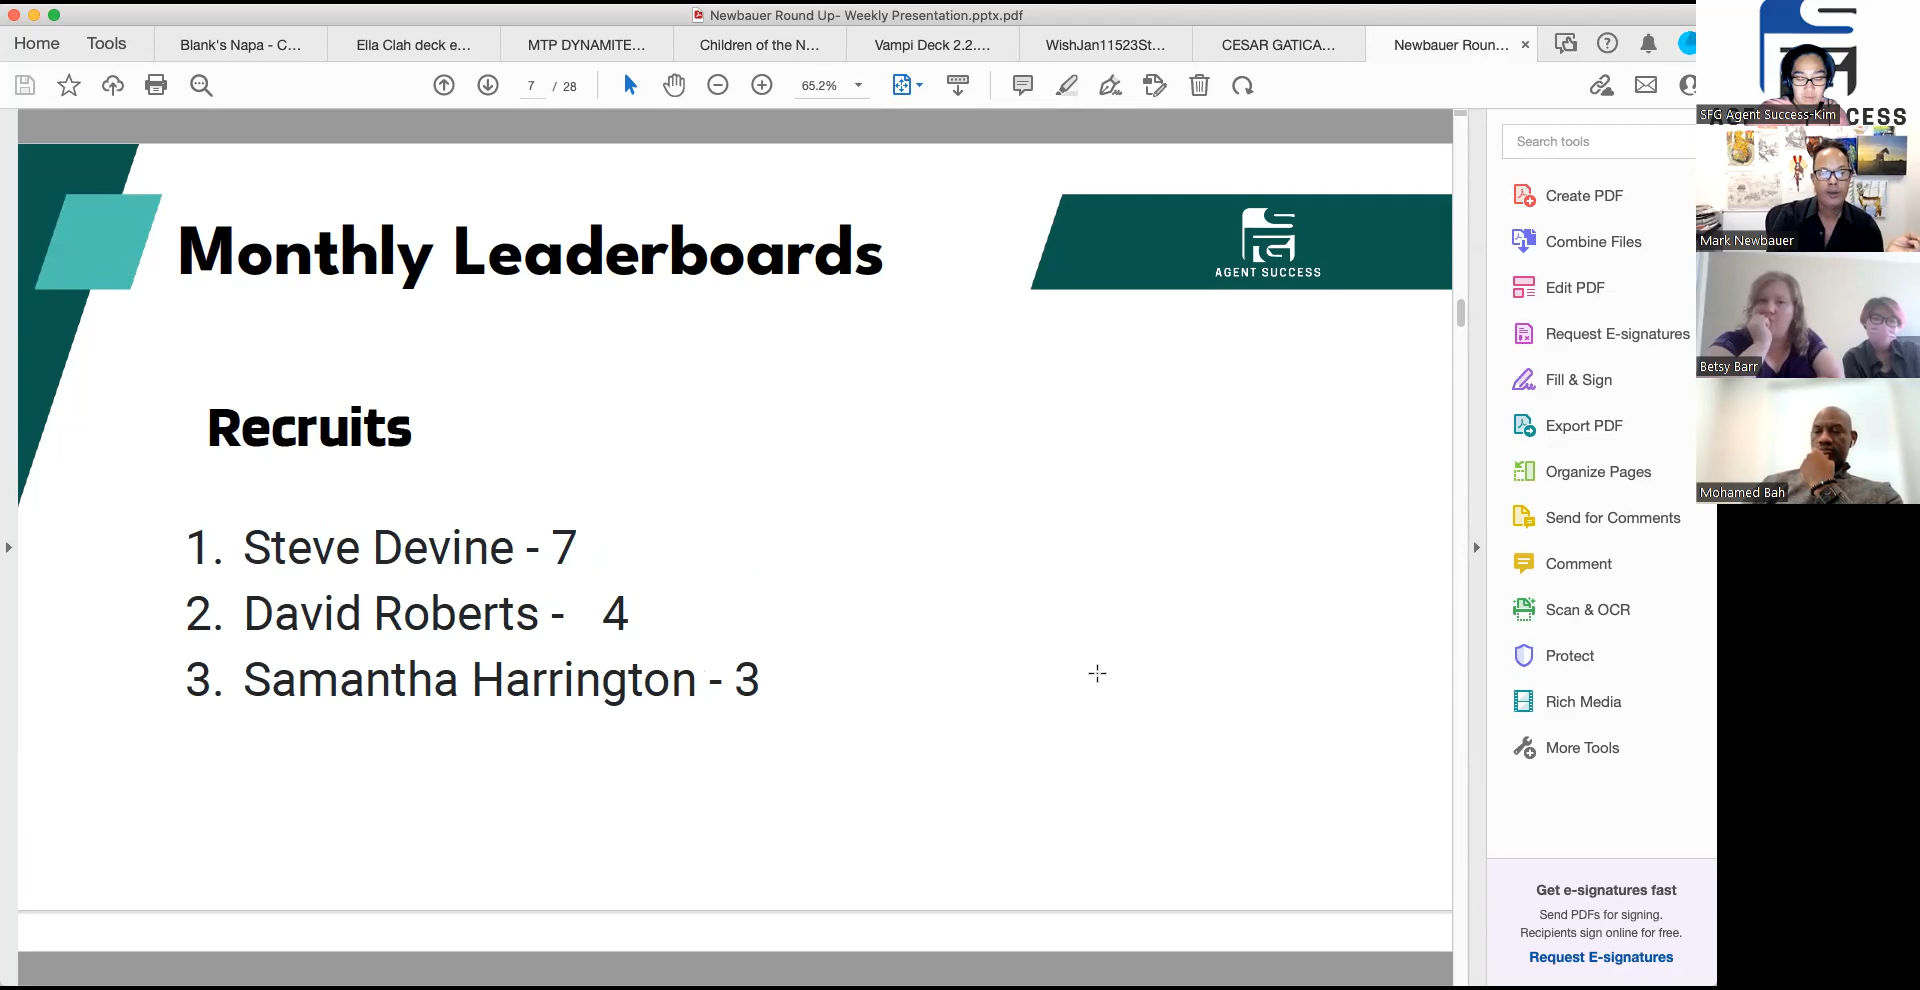 Newbauer Round Up- Weekly Presentation.pptx.pdf
Home
Tools
Blank's Napa - C...
Ella Clah deck e...
MTP DYNAMITE...
Children of the N...
Vampi Deck 2.2....
WishJan11523St...
CESAR GATICA...
Newbauer Roun...
7 / 28
65.2%
Monthly Leaderboards
AGENT SUCCESS
Recruits
1. Steve Devine - 7
2. David Roberts - 4
3. Samantha Harrington - 3
Search tools
Create PDF
Combine Files
Edit PDF
Request E-signatures
Fill & Sign
Export PDF
Organize Pages
Send for Comments
Comment
Scan & OCR
Protect
Rich Media
More Tools
Get e-signatures fast
Send PDFs for signing.
Recipients sign online for free.
Request E-signatures
SFG Agent Success-Kim
Mark Newbauer
Betsy Barr
Mohamed Bah